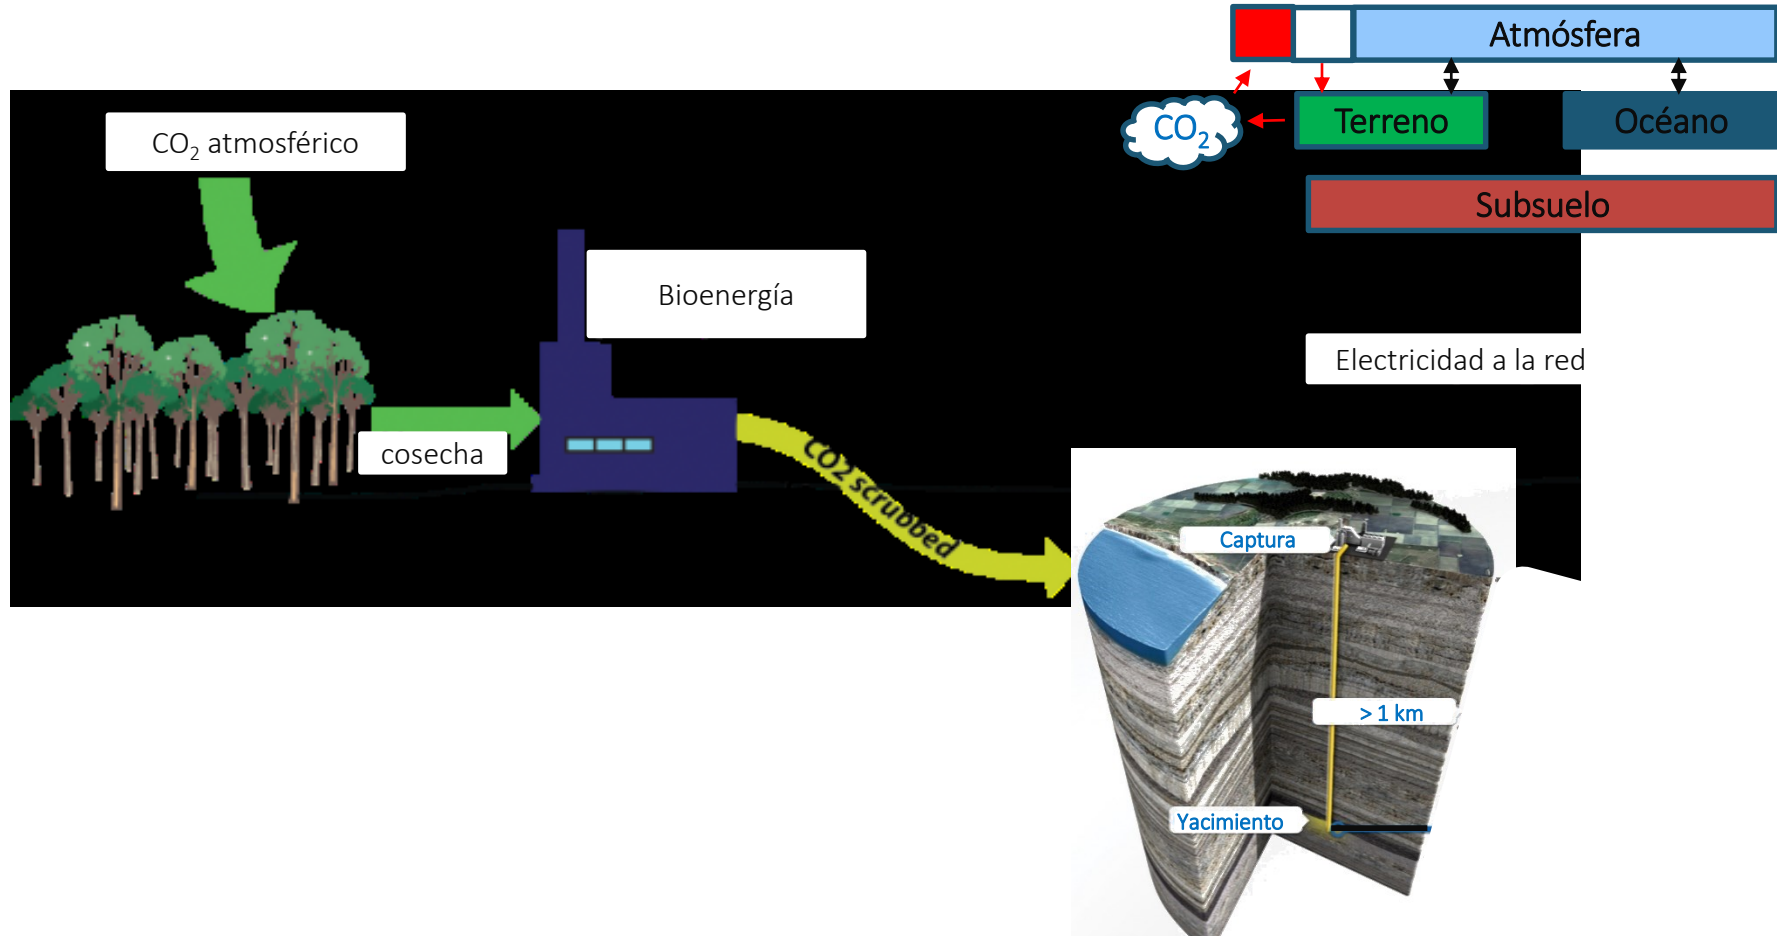 Atmósfera
CO₂ atmosférico
CO₂
Terreno
Océano
Subsuelo
Bioenergía
Electricidad a la red
cosecha
CO2 scrubbed
Captura
> 1 km
Yacimiento